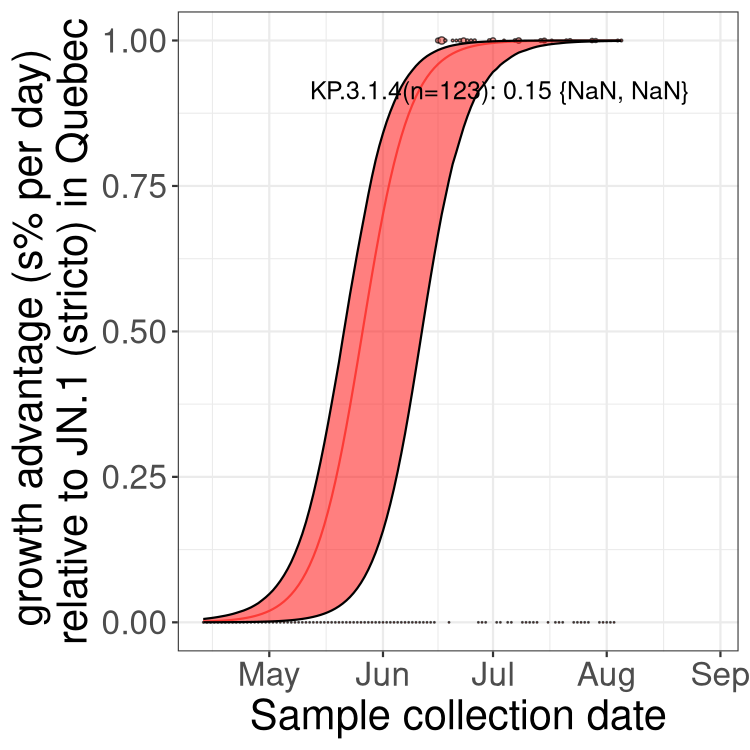 growth advantage (s% per day)
relative to JN.1 (stricto) in Quebec
1.00
0.75
0.50
0.25
0.00
KP.3.1.4(n=123): 0.15 {NaN, NaN}
May Jun Jul Aug Sep
Sample collection date